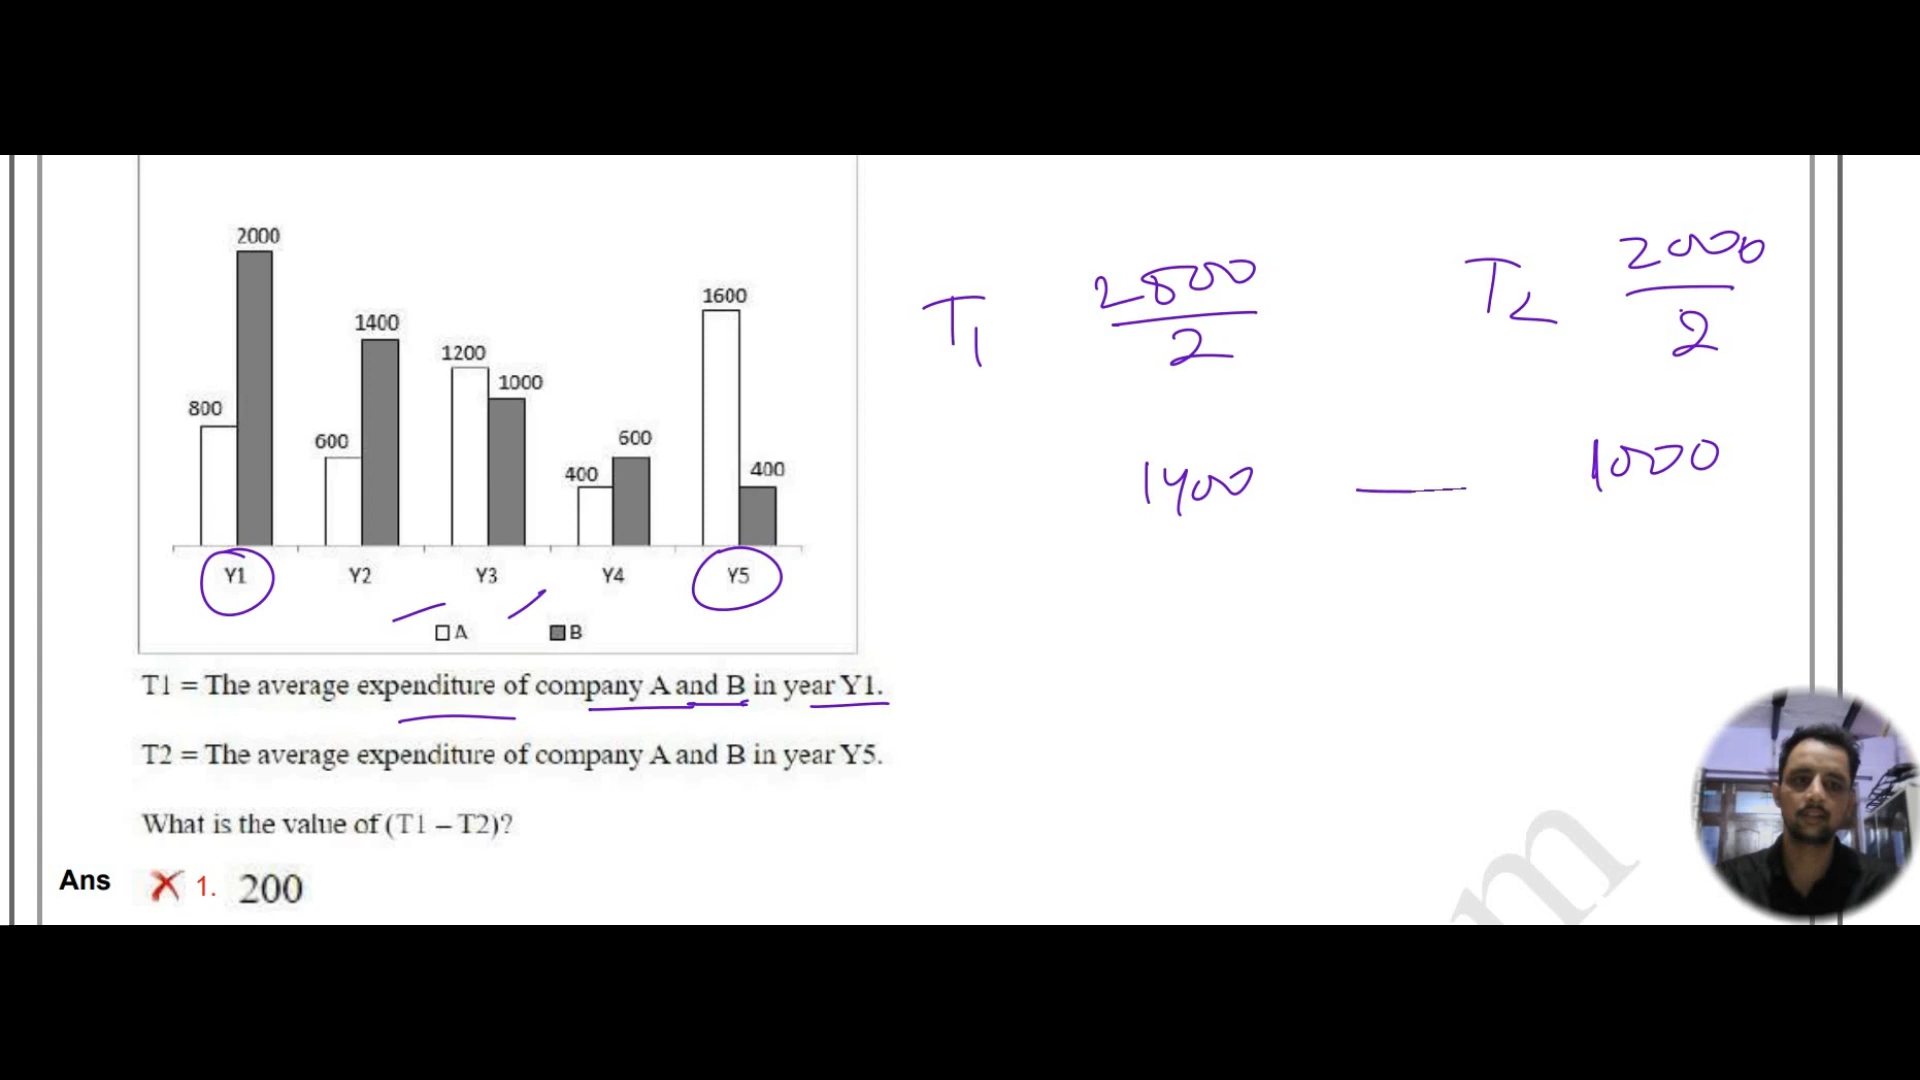 2000
1600
1400
1200
1000
800
600
600
400
400
Y1 Y2 Y3 Y4 Y5
A B
T1 = The average expenditure of company A and B in year Y1.
T2 = The average expenditure of company A and B in year Y5.
What is the value of (T1 – T2)?
Ans 1. 200
T1 2800
2
T2 2000
2
1400 — 1000
m